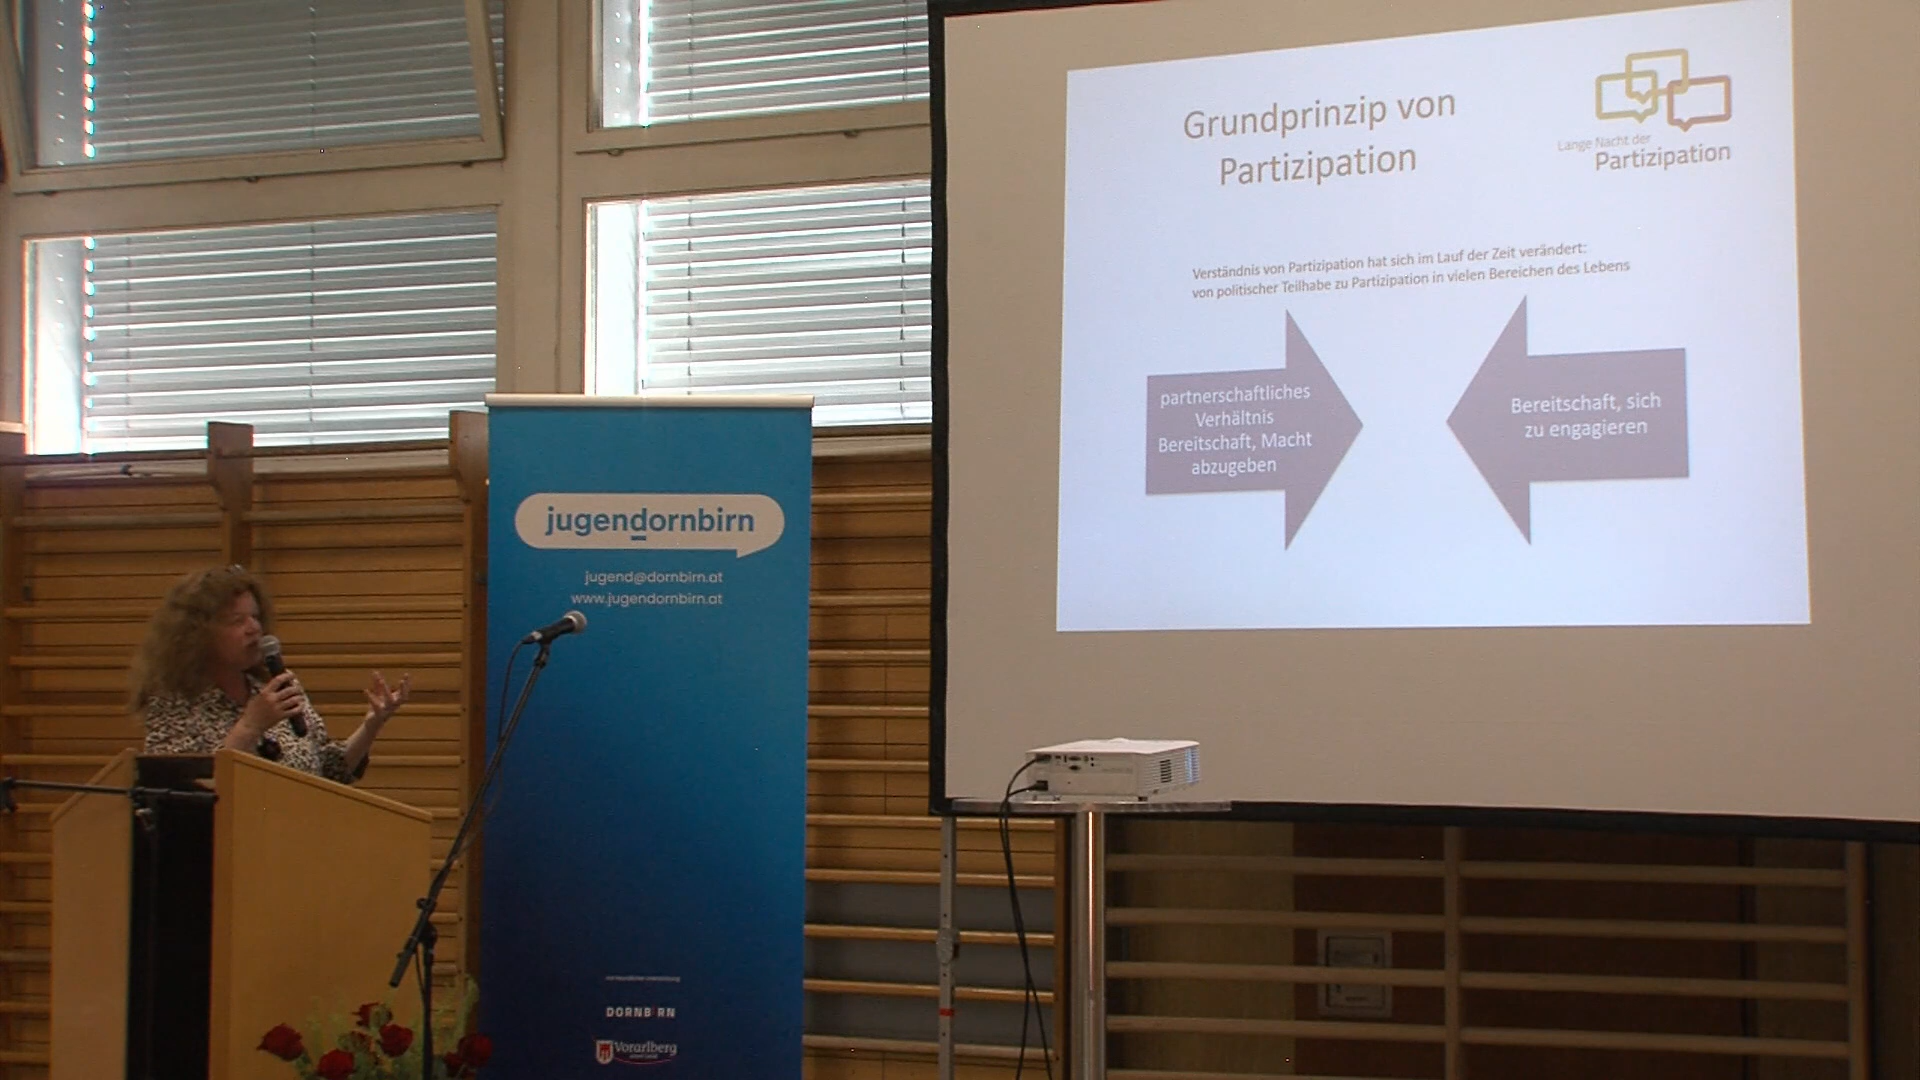 Grundprinzip von
Partizipation
Lange Nacht der
Partizipation
Verständnis von Partizipation hat sich im Lauf der Zeit verändert:
von politischer Teilhabe zu Partizipation in vielen Bereichen des Lebens
partnerschaftliches
Verhältnis
Bereitschaft, Macht
abzugeben
Bereitschaft, sich
zu engagieren
jugendornbirn
jugend@dornbirn.at
www.jugendornbirn.at
DORNBIRN
Vorarlberg